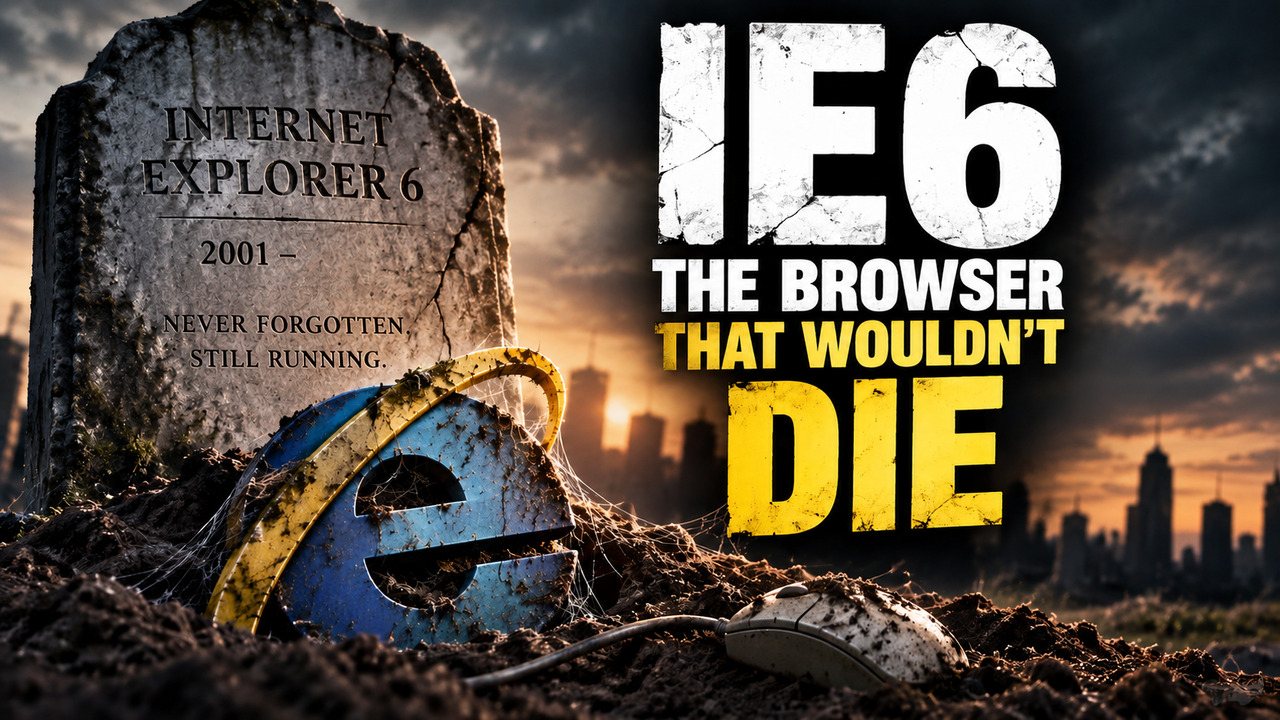 INTERNET
EXPLORER 6
2001 –
NEVER FORGOTTEN,
STILL RUNNING.
IE6
THE BROWSER
THAT WOULDN'T
DIE